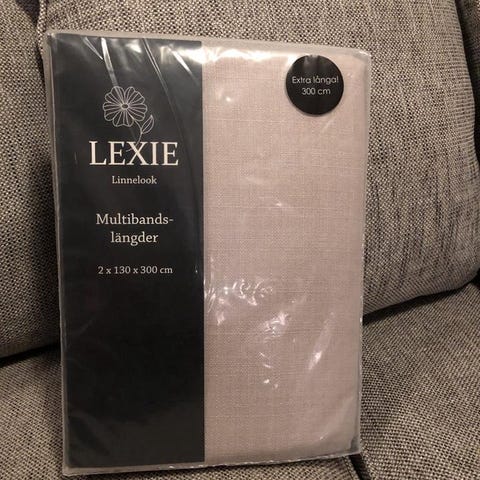 LEXIE
Linnelook
Multibands-
längder
2 x 130 x 300 cm
Extra långa!
300 cm